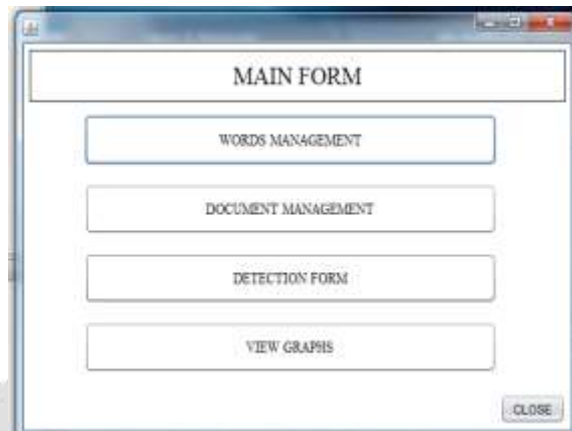 MAIN FORM
WORDS MANAGEMENT
DOCUMENT MANAGEMENT
DETECTION FORM
VIEW GRAPHS
CLOSE